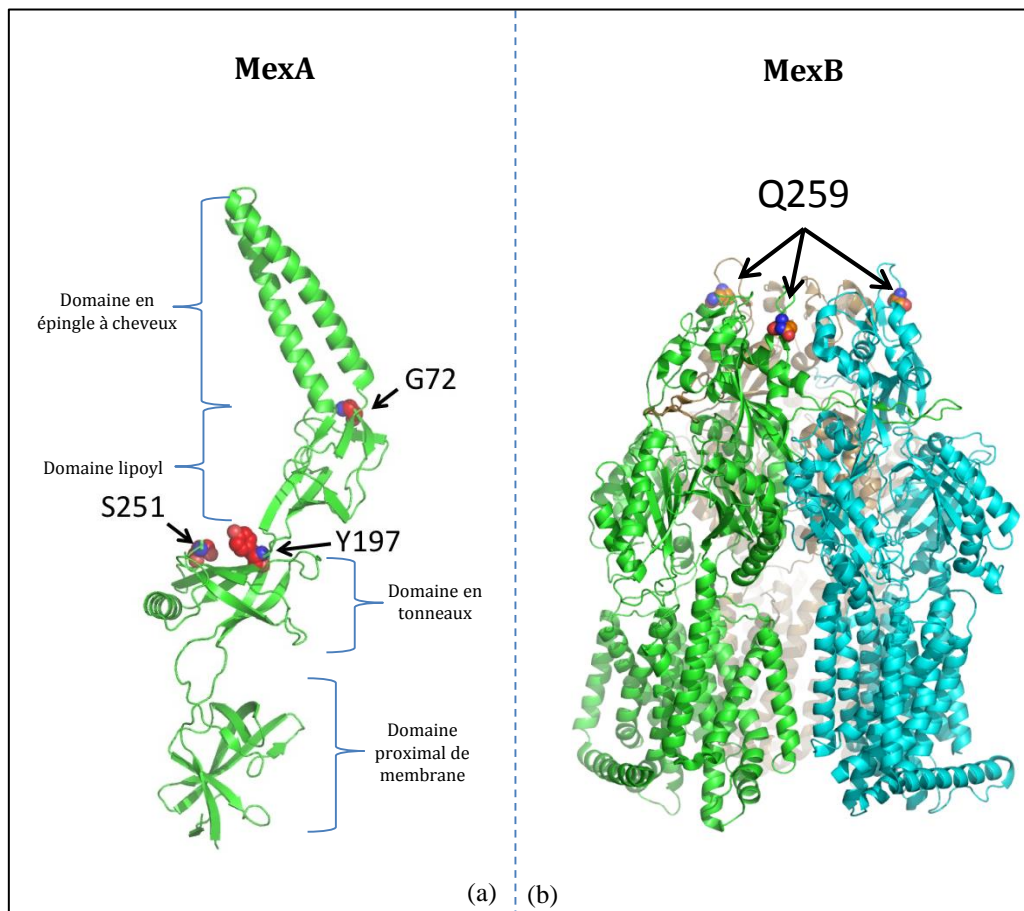 MexA
MexB
Q259
Domaine en
épingle à cheveux
G72
Domaine lipoyl
S251
Y197
Domaine en
tonneaux
Domaine
proximal de
membrane
(a)
(b)